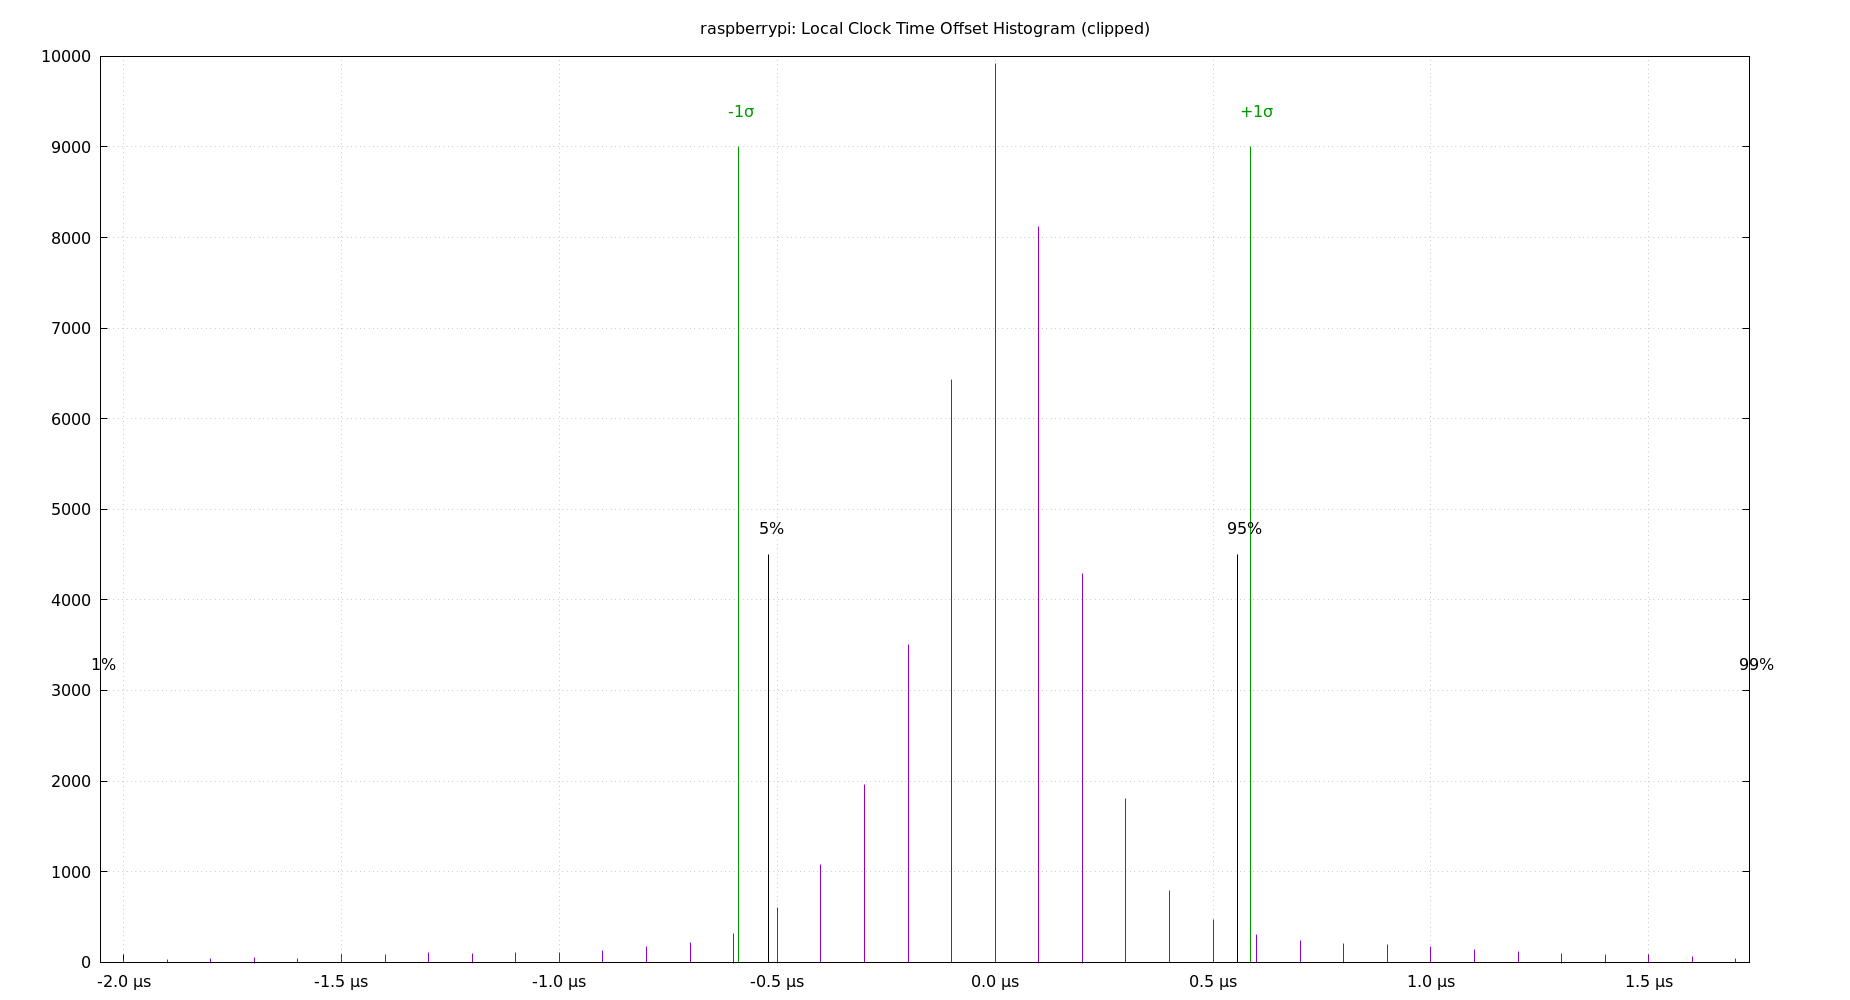 raspberrypi: Local Clock Time Offset Histogram (clipped)
10000
-1σ
+1σ
9000
8000
7000
6000
5000
5%
95%
4000
1%
99%
3000
2000
1000
0
-2.0 µs
-1.5 µs
-1.0 µs
-0.5 µs
0.0 µs
0.5 µs
1.0 µs
1.5 µs